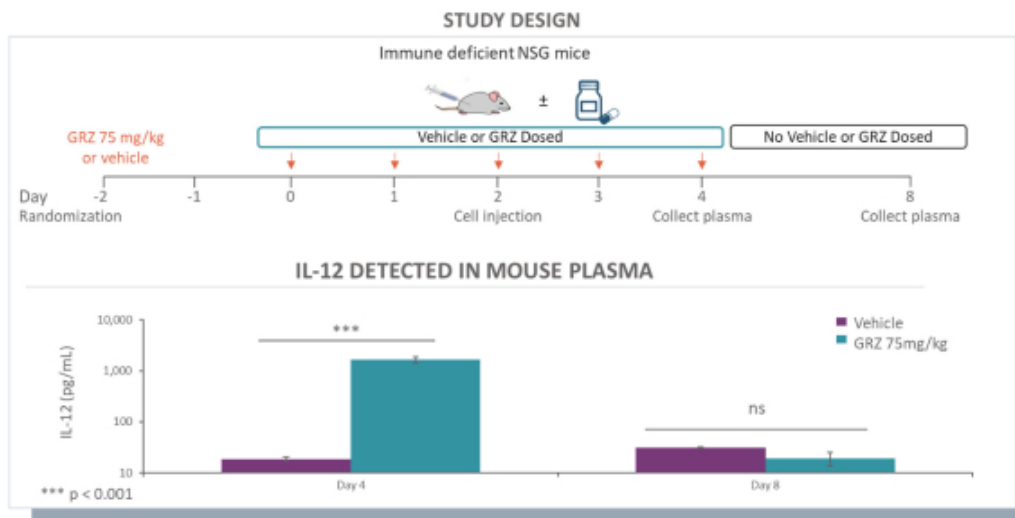 STUDY DESIGN
Immune deficient NSG mice
±
GRZ 75 mg/kg
or vehicle
Vehicle or GRZ Dosed
No Vehicle or GRZ Dosed
Day -2 -1 0 1 2 3 4 8
Randomization Cell injection Collect plasma Collect plasma
IL-12 DETECTED IN MOUSE PLASMA
10,000
1,000
100
10
IL-12 (pg/mL)
***
ns
Vehicle
GRZ 75mg/kg
Day 4 Day 8
*** p < 0.001